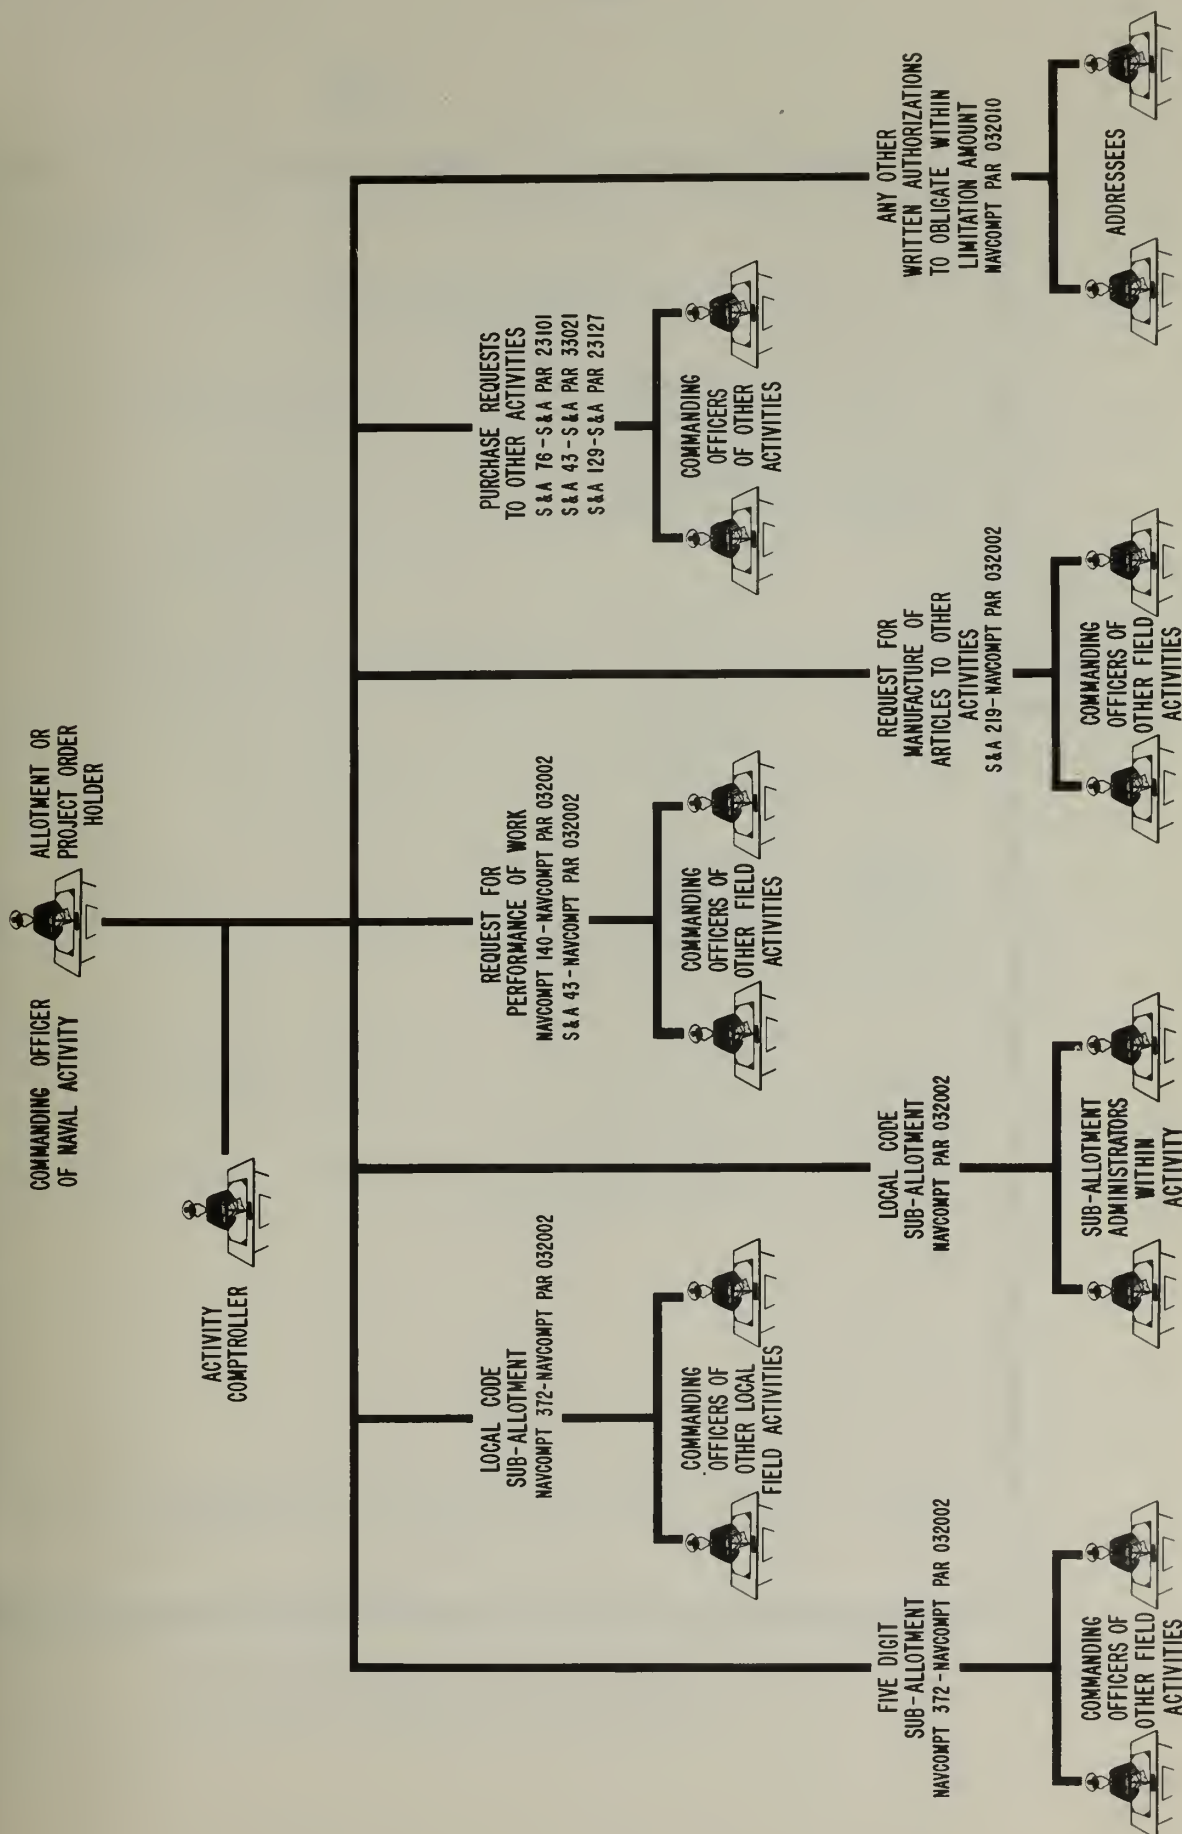 COMMANDING OFFICER
OF NAVAL ACTIVITY
ALLOTMENT OR
PROJECT ORDER
HOLDER
ACTIVITY
COMPTROLLER
LOCAL CODE
SUB-ALLOTMENT
NAVCOMPT 372-NAVCOMPT PAR 032002
COMMANDING
OFFICERS OF
OTHER LOCAL
FIELD ACTIVITIES
REQUEST FOR
PERFORMANCE OF WORK
NAVCOMPT 140-NAVCOMPT PAR 032002
S&A 43-NAVCOMPT PAR 032002
COMMANDING
OFFICERS OF
OTHER FIELD
ACTIVITIES
PURCHASE REQUESTS
TO OTHER ACTIVITIES
S&A 76-S&A PAR 23101
S&A 43-S&A PAR 33021
S&A 129-S&A PAR 23127
COMMANDING
OFFICERS
OF OTHER
ACTIVITIES
FIVE DIGIT
SUB-ALLOTMENT
NAVCOMPT 372-NAVCOMPT PAR 032002
COMMANDING
OFFICERS OF
OTHER FIELD
ACTIVITIES
LOCAL CODE
SUB-ALLOTMENT
NAVCOMPT PAR 032002
SUB-ALLOTMENT
ADMINISTRATORS
WITHIN
ACTIVITY
REQUEST FOR
MANUFACTURE OF
ARTICLES TO OTHER
ACTIVITIES
S&A 219-NAVCOMPT PAR 032002
COMMANDING
OFFICERS OF
OTHER FIELD
ACTIVITIES
ANY OTHER
WRITTEN AUTHORIZATIONS
TO OBLIGATE WITHIN
LIMITATION AMOUNT
NAVCOMPT PAR 032010
ADDRESSEES